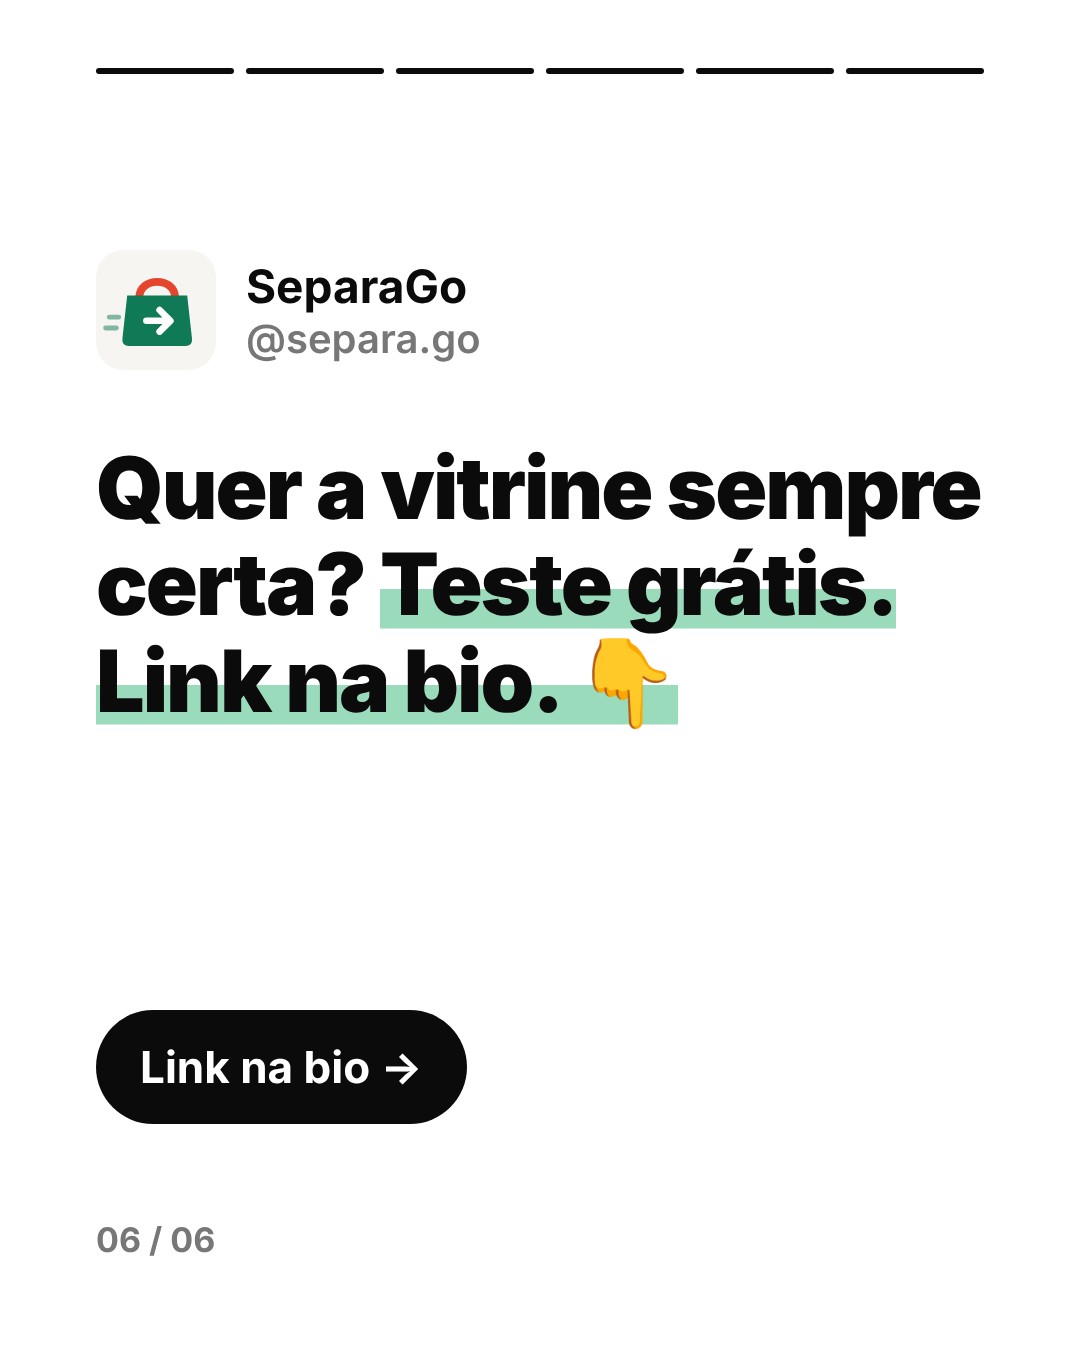 SeparaGo
@separa.go
Quer a vitrine sempre
certa? Teste grátis.
Link na bio. 👇
Link na bio →
06 / 06